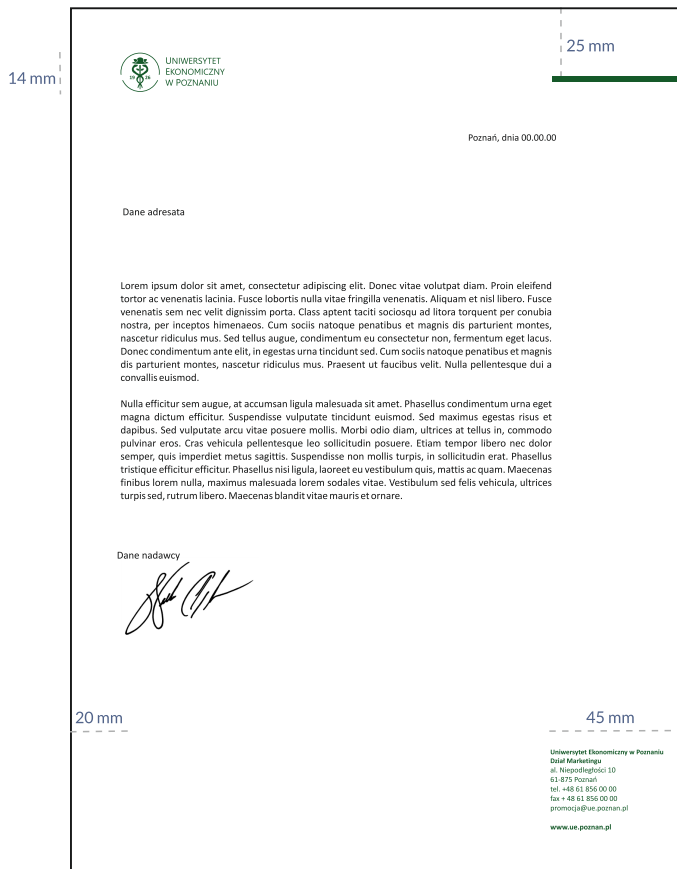 25 mm
14 mm
UNIWERSYTET
EKONOMICZNY
W POZNANIU
19 26
Poznań, dnia 00.00.00
Dane adresata
Lorem ipsum dolor sit amet, consectetur adipiscing elit. Donec vitae volutpat diam. Proin eleifend
tortor ac venenatis lacinia. Fusce lobortis nulla vitae fringilla venenatis. Aliquam et nisl libero. Fusce
venenatis sem nec velit dignissim porta. Class aptent taciti sociosqu ad litora torquent per conubia
nostra, per inceptos himenaeos. Cum sociis natoque penatibus et magnis dis parturient montes,
nascetur ridiculus mus. Sed tellus augue, condimentum eu consectetur non, fermentum eget lacus.
Donec condimentum ante elit, in egestas urna tincidunt sed. Cum sociis natoque penatibus et magnis
dis parturient montes, nascetur ridiculus mus. Praesent ut faucibus velit. Nulla pellentesque dui a
convallis euismod.
Nulla efficitur sem augue, at accumsan ligula malesuada sit amet. Phasellus condimentum urna eget
magna dictum efficitur. Suspendisse vulputate tincidunt euismod. Sed maximus egestas risus et
dapibus. Sed vulputate arcu vitae posuere mollis. Morbi odio diam, ultrices at tellus in, commodo
pulvinar eros. Cras vehicula pellentesque leo sollicitudin posuere. Etiam tempor libero nec dolor
semper, quis imperdiet metus sagittis. Suspendisse non mollis turpis, in sollicitudin erat. Phasellus
tristique efficitur efficitur. Phasellus nisi ligula, laoreet eu vestibulum quis, mattis ac quam. Maecenas
finibus lorem nulla, maximus malesuada lorem sodales vitae. Vestibulum sed felis vehicula, ultrices
turpis sed, rutrum libero. Maecenas blandit vitae mauris et ornare.
Dane nadawcy
20 mm
45 mm
Uniwersytet Ekonomiczny w Poznaniu
Dział Marketingu
al. Niepodległości 10
61-875 Poznań
tel. +48 61 856 00 00
fax + 48 61 856 00 00
promocja@ue.poznan.pl
www.ue.poznan.pl